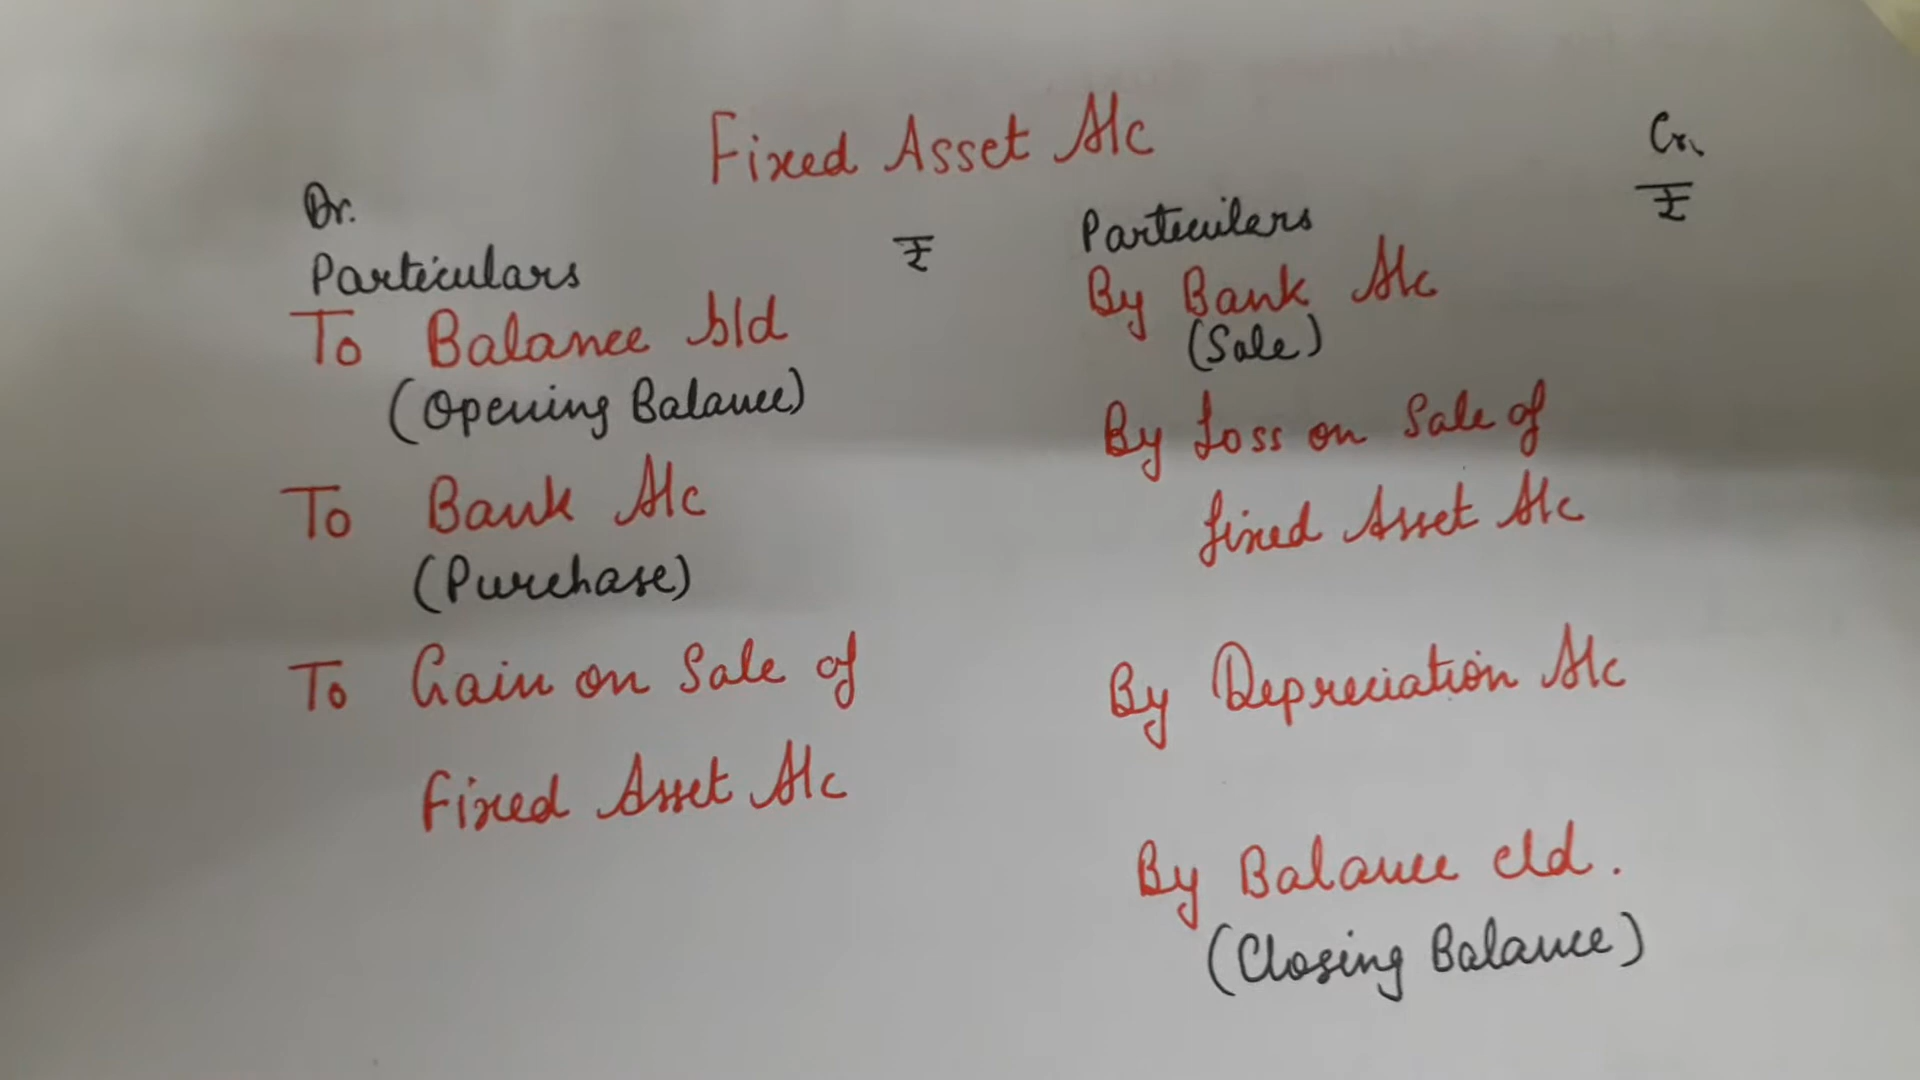 Fixed Asset A/c
Dr.
Cr.
Particulars ₹
Particulars ₹
To Balance b/d
(Opening Balance)
To Bank A/c
(Purchase)
To Gain on Sale of
Fixed Asset A/c
By Bank A/c
(Sale)
By Loss on Sale of
fixed Asset A/c
By Depreciation A/c
By Balance c/d.
(Closing Balance)